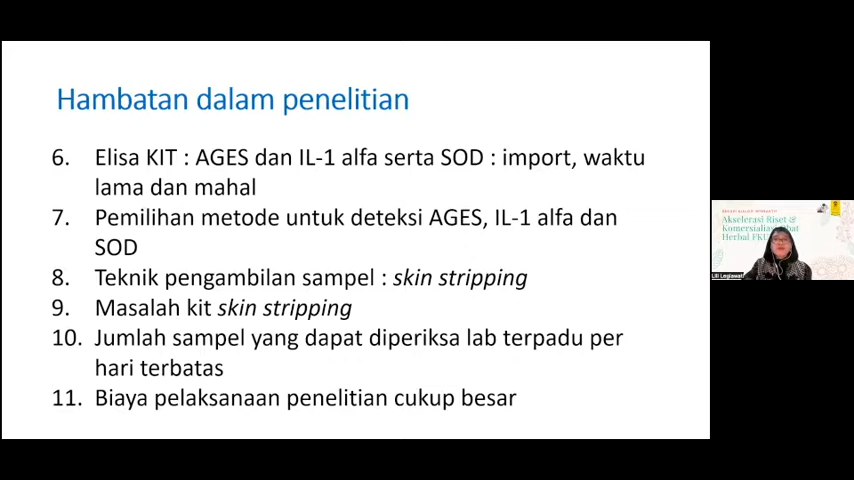 Hambatan dalam penelitian
6. Elisa KIT : AGES dan IL-1 alfa serta SOD : import, waktu
lama dan mahal
7. Pemilihan metode untuk deteksi AGES, IL-1 alfa dan
SOD
8. Teknik pengambilan sampel : skin stripping
9. Masalah kit skin stripping
10. Jumlah sampel yang dapat diperiksa lab terpadu per
hari terbatas
11. Biaya pelaksanaan penelitian cukup besar
Akselerasi Riset &
Komersialias
Herbal FKU
Lili Legiawati